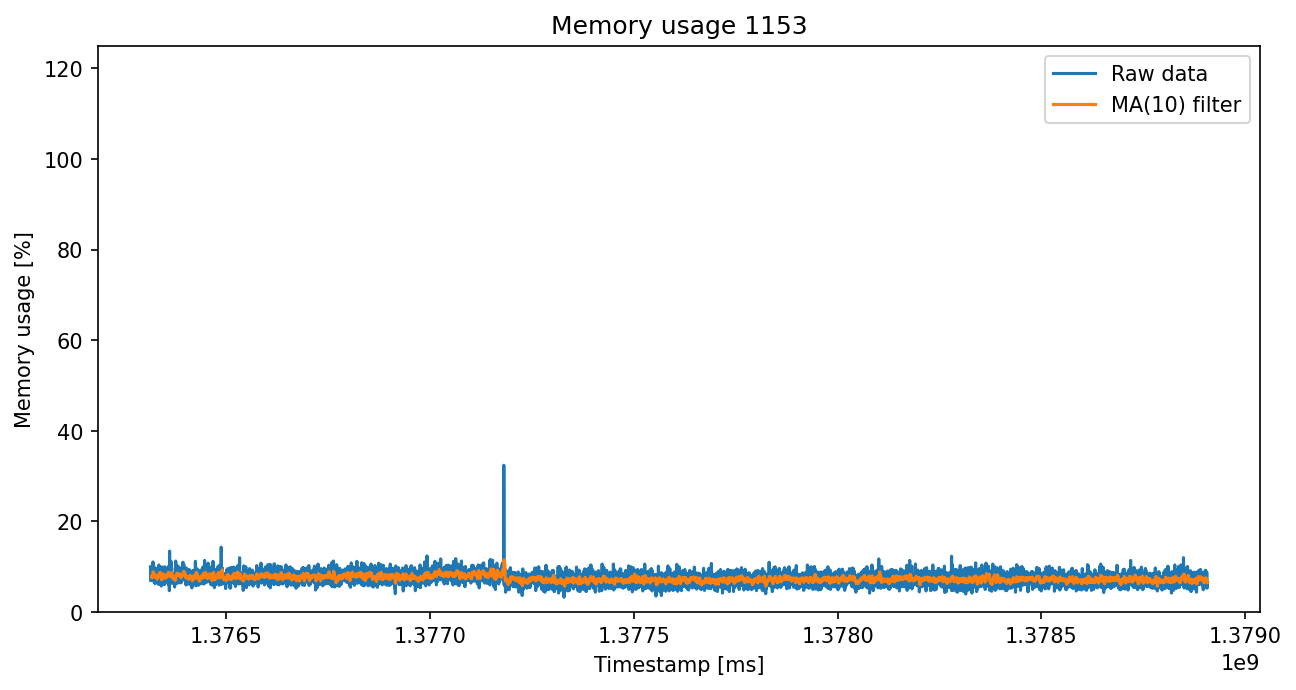 Memory usage 1153
Raw data
MA(10) filter
Memory usage [%]
120
100
80
60
40
20
0
1.3765 1.3770 1.3775 1.3780 1.3785 1.3790
1e9
Timestamp [ms]